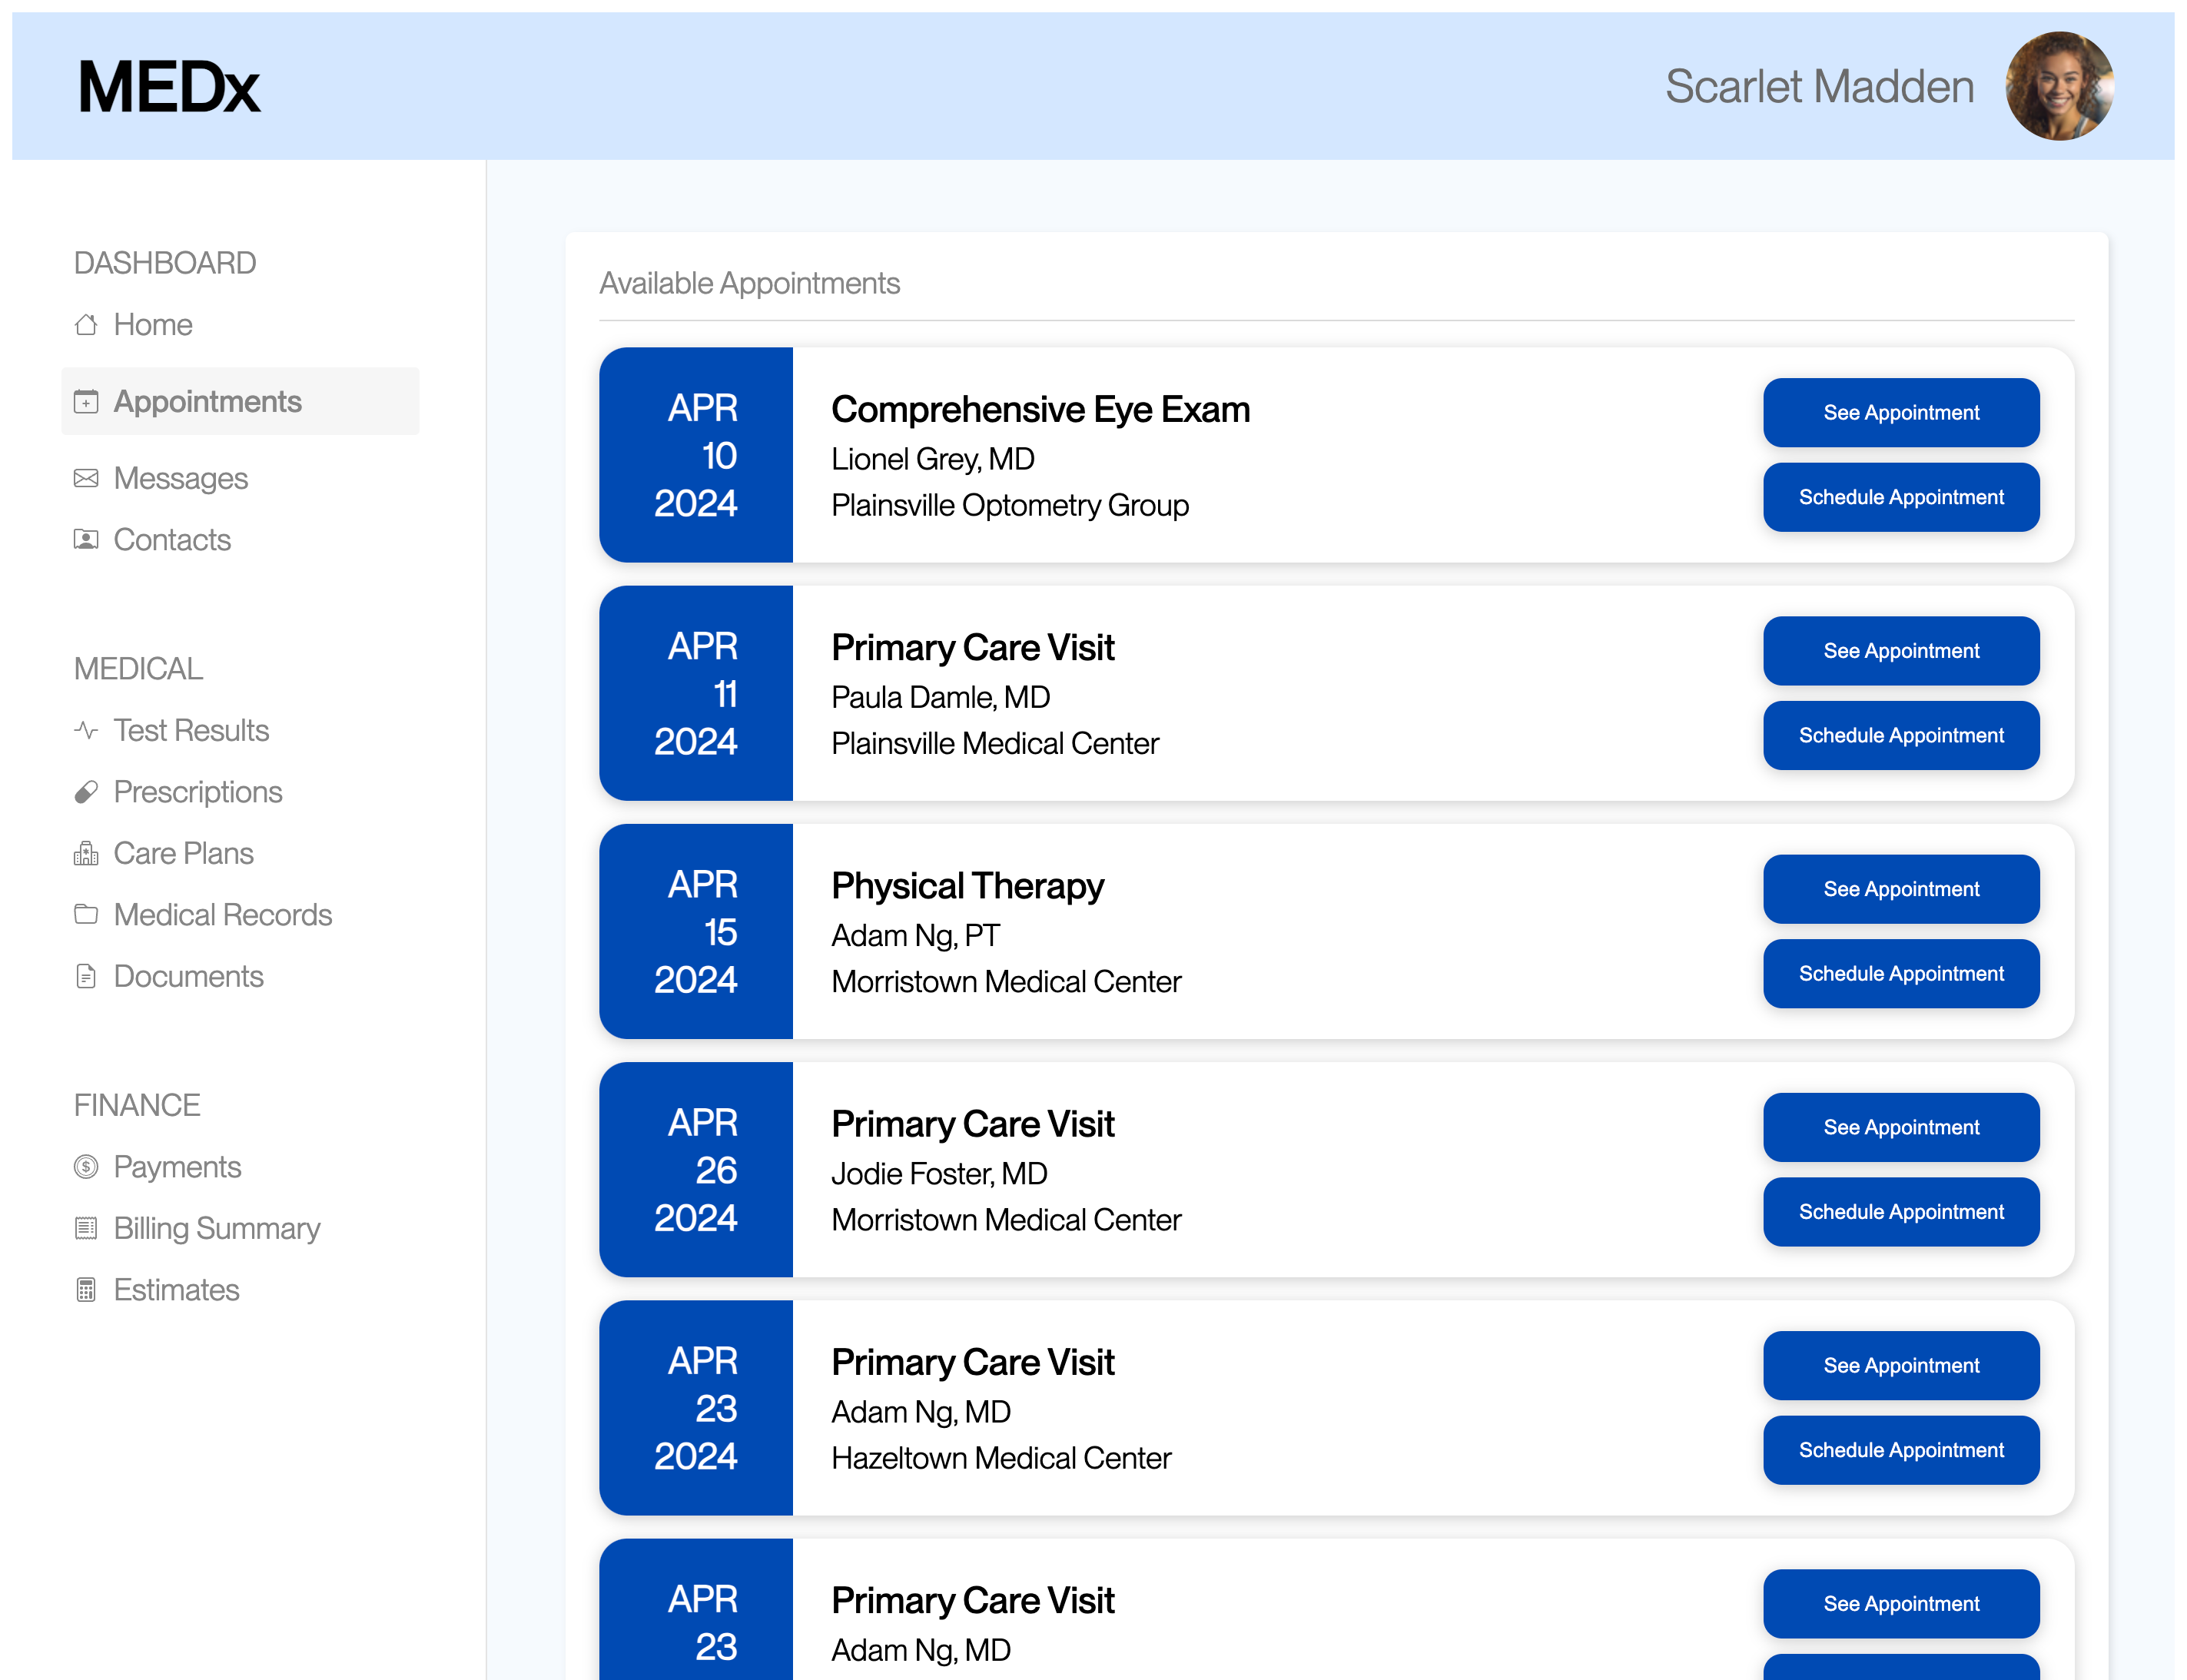 MEDx
Scarlet Madden
DASHBOARD
Home
Appointments
Messages
Contacts
MEDICAL
Test Results
Prescriptions
Care Plans
Medical Records
Documents
FINANCE
Payments
Billing Summary
Estimates
Available Appointments
APR
10
2024
Comprehensive Eye Exam
Lionel Grey, MD
Plainsville Optometry Group
See Appointment
Schedule Appointment
APR
11
2024
Primary Care Visit
Paula Damle, MD
Plainsville Medical Center
See Appointment
Schedule Appointment
APR
15
2024
Physical Therapy
Adam Ng, PT
Morristown Medical Center
See Appointment
Schedule Appointment
APR
26
2024
Primary Care Visit
Jodie Foster, MD
Morristown Medical Center
See Appointment
Schedule Appointment
APR
23
2024
Primary Care Visit
Adam Ng, MD
Hazeltown Medical Center
See Appointment
Schedule Appointment
APR
23
Primary Care Visit
Adam Ng, MD
See Appointment